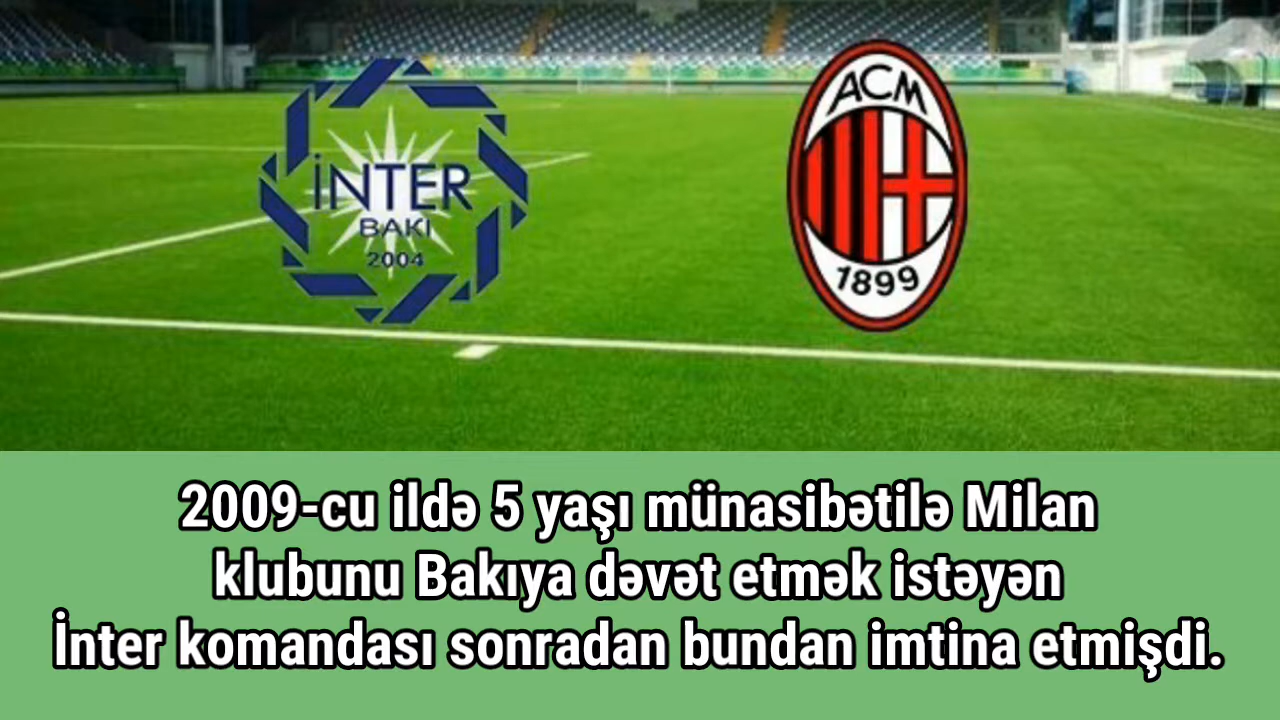 İNTER
BAKI
2004
ACM
1899
2009-cu ildə 5 yaşı münasibətilə Milan
klubunu Bakıya dəvət etmək istəyən
İnter komandası sonradan bundan imtina etmişdi.